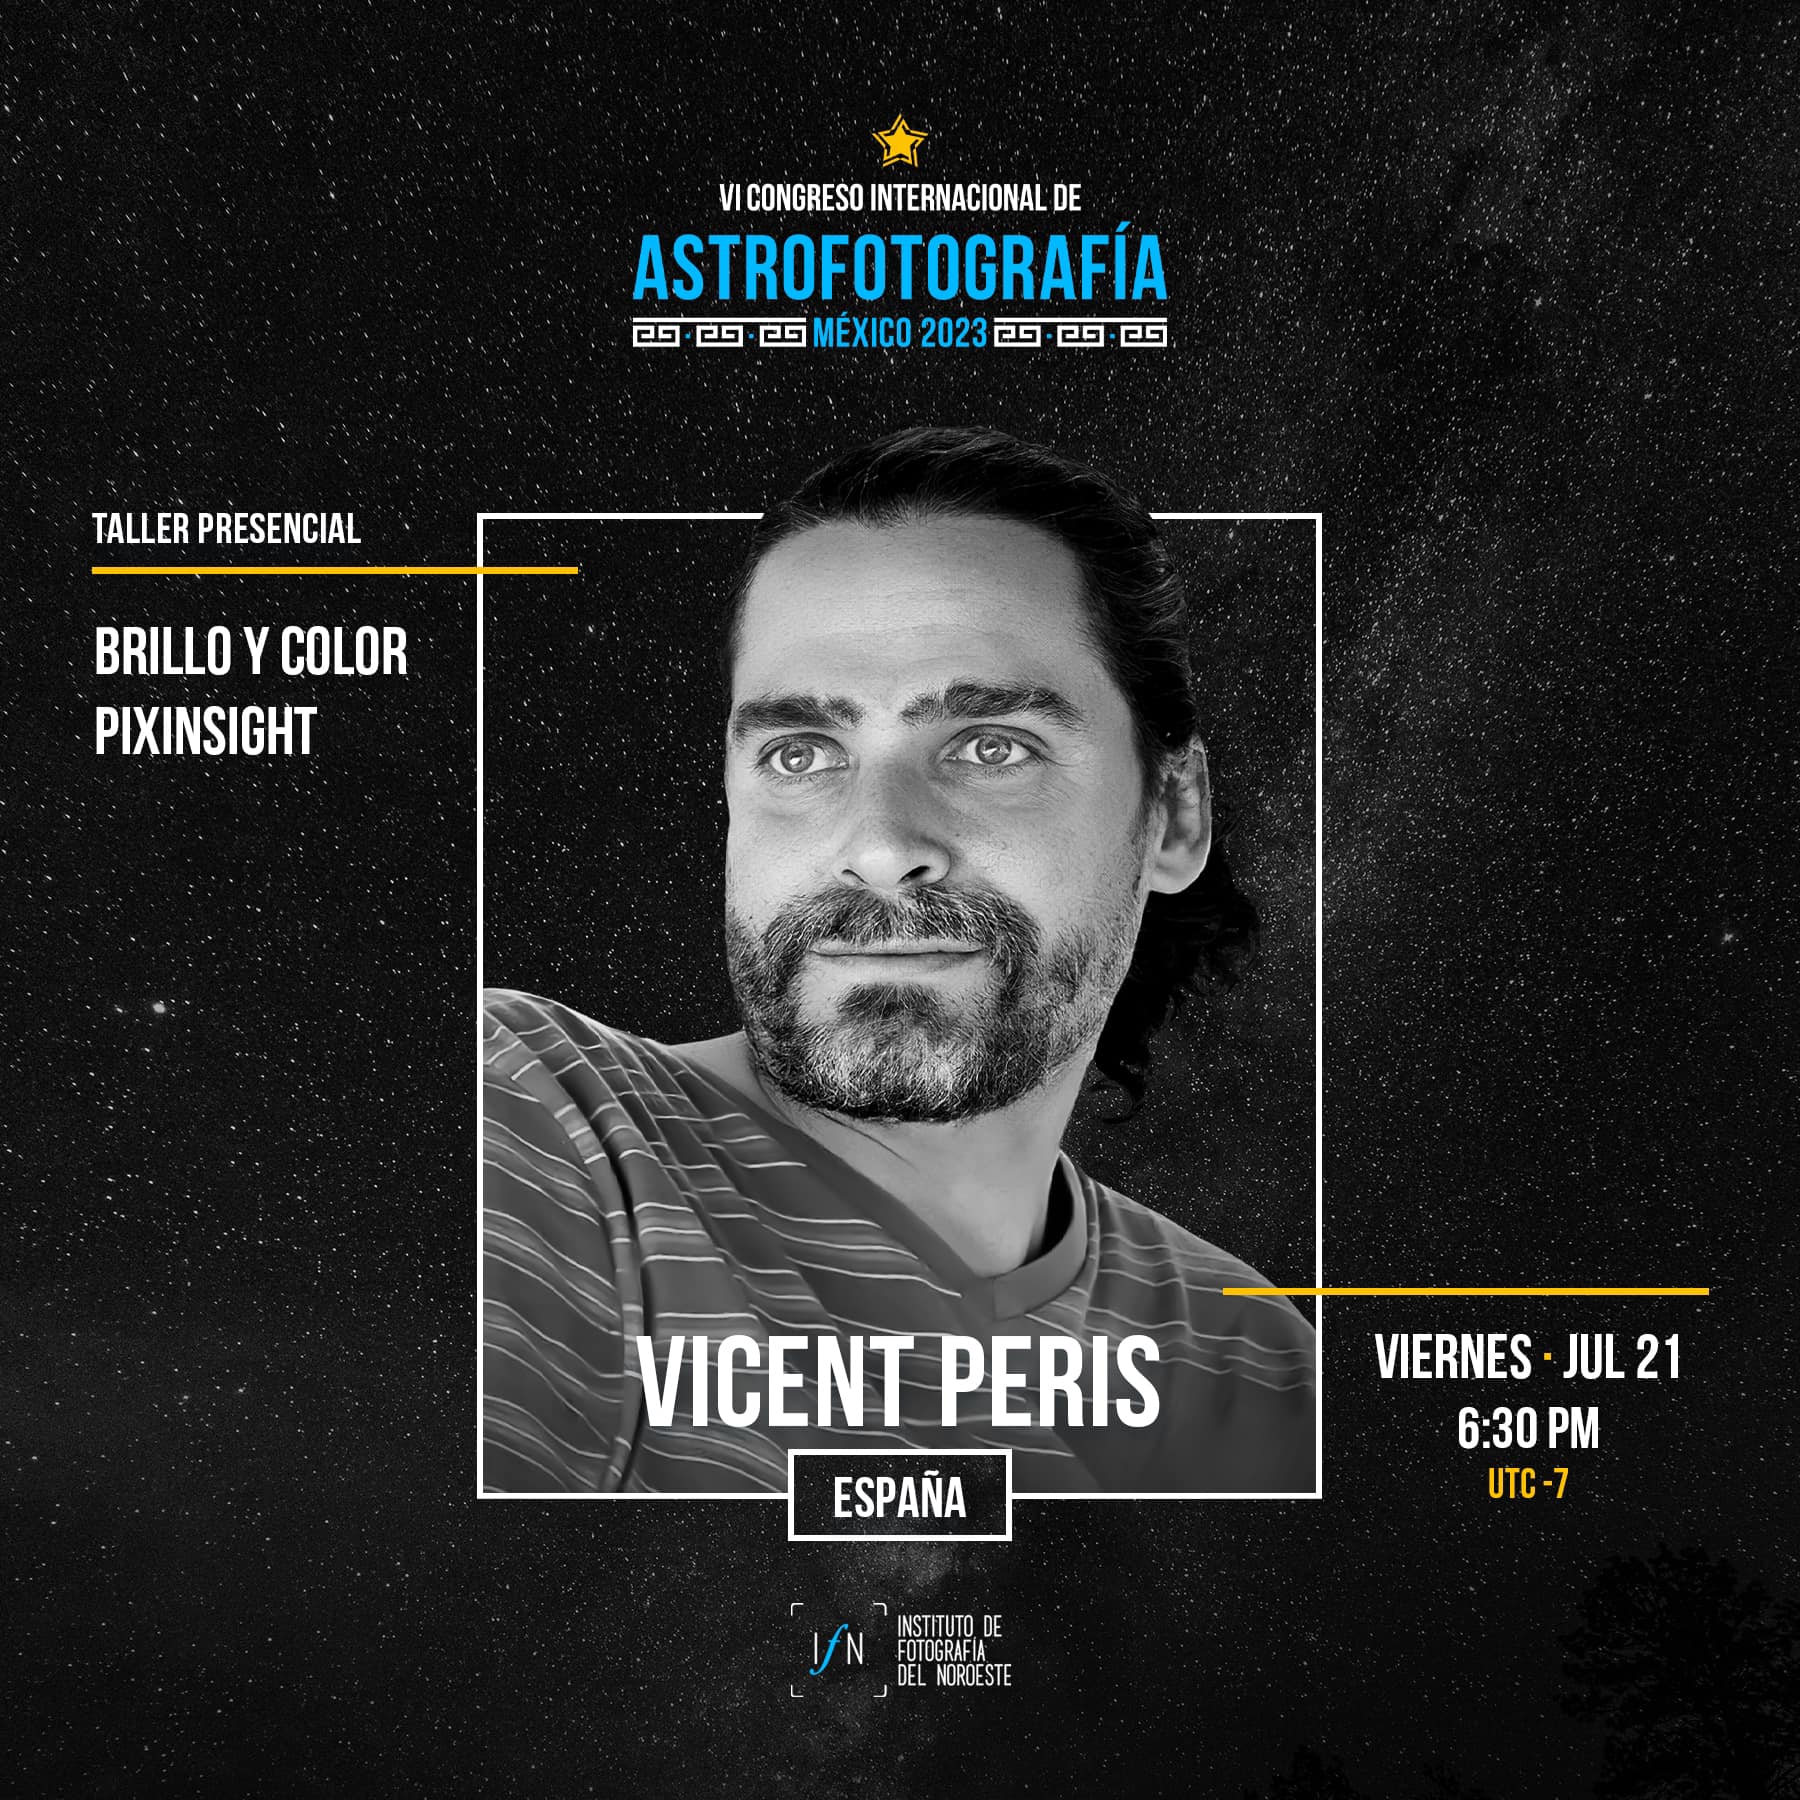 VI CONGRESO INTERNACIONAL DE
ASTROFOTOGRAFÍA
MÉXICO 2023
TALLER PRESENCIAL
BRILLO Y COLOR
PIXINSIGHT
VICENT PERIS
ESPAÑA
VIERNES · JUL 21
6:30 PM
UTC -7
IfN
INSTITUTO DE
FOTOGRAFÍA
DEL NOROESTE